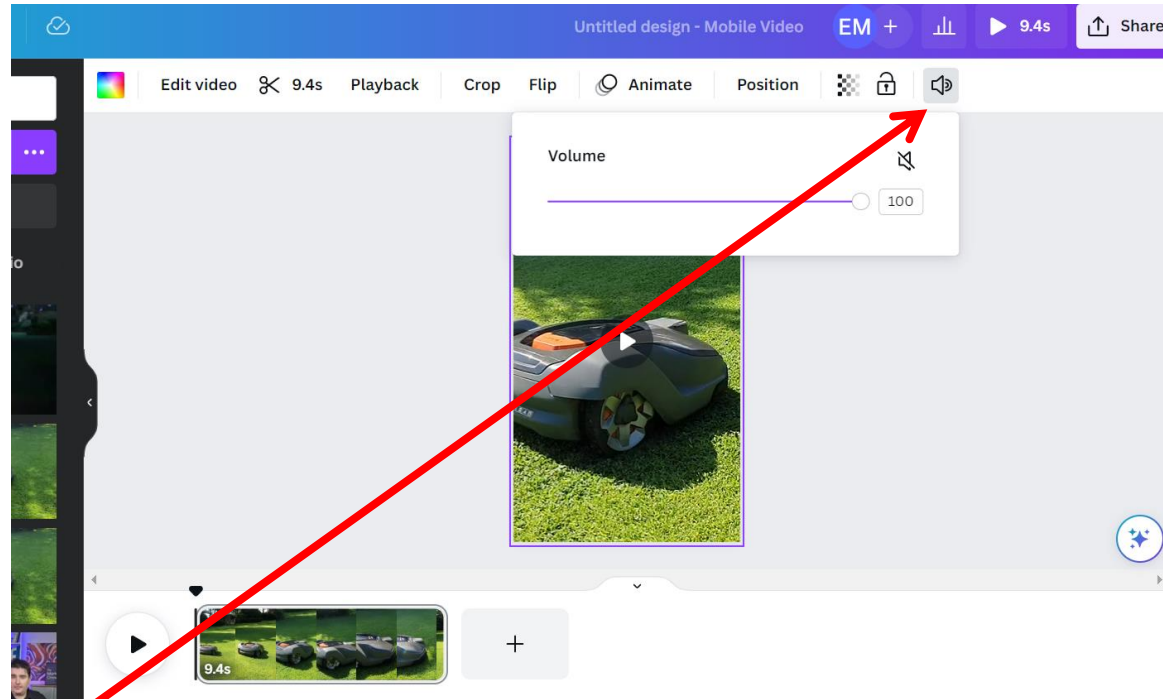 Untitled design - Mobile Video EM + 9.4s Share
Edit video 9.4s Playback Crop Flip Animate Position
Volume
100
io
9.4s